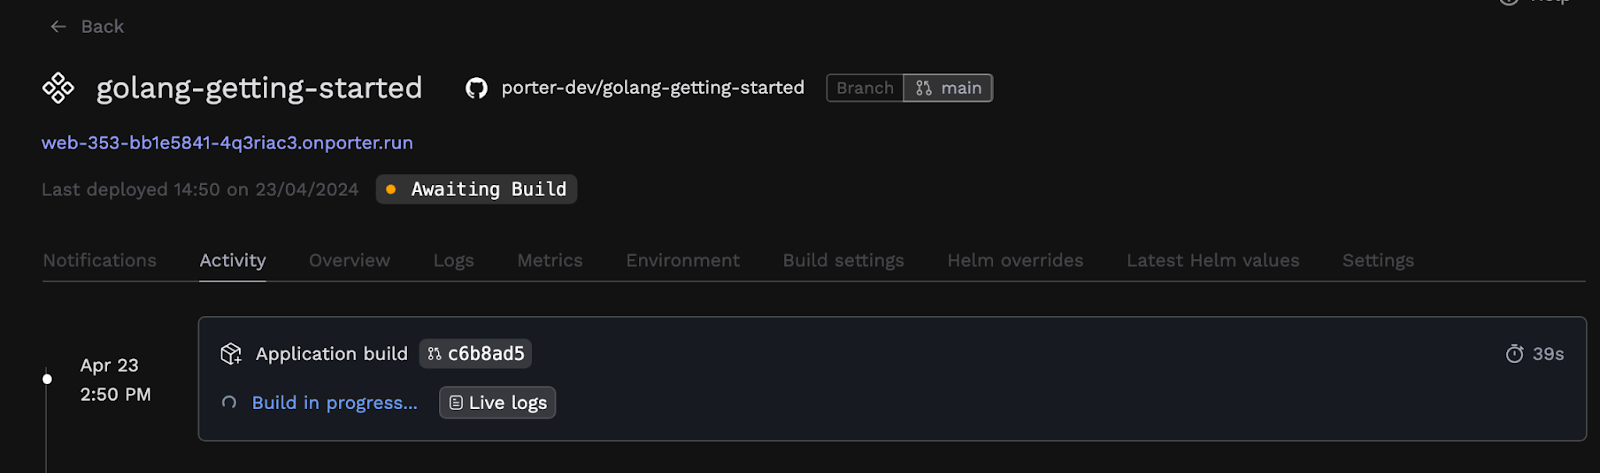 Help
← Back
golang-getting-started porter-dev/golang-getting-started Branch main
web-353-bb1e5841-4q3riac3.onporter.run
Last deployed 14:50 on 23/04/2024 Awaiting Build
Notifications Activity Overview Logs Metrics Environment Build settings Helm overrides Latest Helm values Settings
Apr 23
2:50 PM
Application build c6b8ad5 39s
Build in progress... Live logs